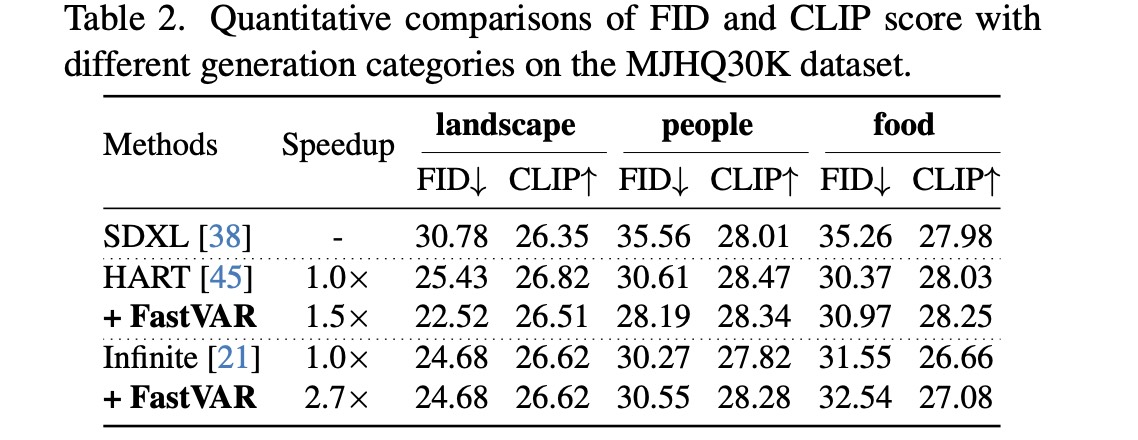 Table 2. Quantitative comparisons of FID and CLIP score with
different generation categories on the MJHQ30K dataset.
Methods Speedup landscape people food
FID↓ CLIP↑ FID↓ CLIP↑ FID↓ CLIP↑
SDXL [38] - 30.78 26.35 35.56 28.01 35.26 27.98
HART [45] 1.0× 25.43 26.82 30.61 28.47 30.37 28.03
+ FastVAR 1.5× 22.52 26.51 28.19 28.34 30.97 28.25
Infinite [21] 1.0× 24.68 26.62 30.27 27.82 31.55 26.66
+ FastVAR 2.7× 24.68 26.62 30.55 28.28 32.54 27.08